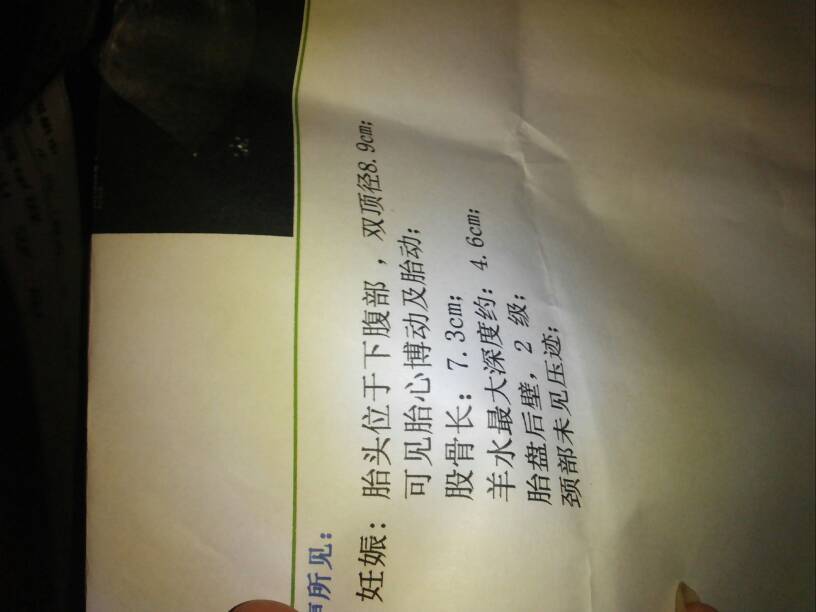 声所见:
妊娠: 胎头位于下腹部 , 双顶径8.9cm;
可见胎心博动及胎动;
股骨长: 7.3cm;
羊水最大深度约: 4.6cm;
胎盘后壁, 2 级;
颈部未见压迹;